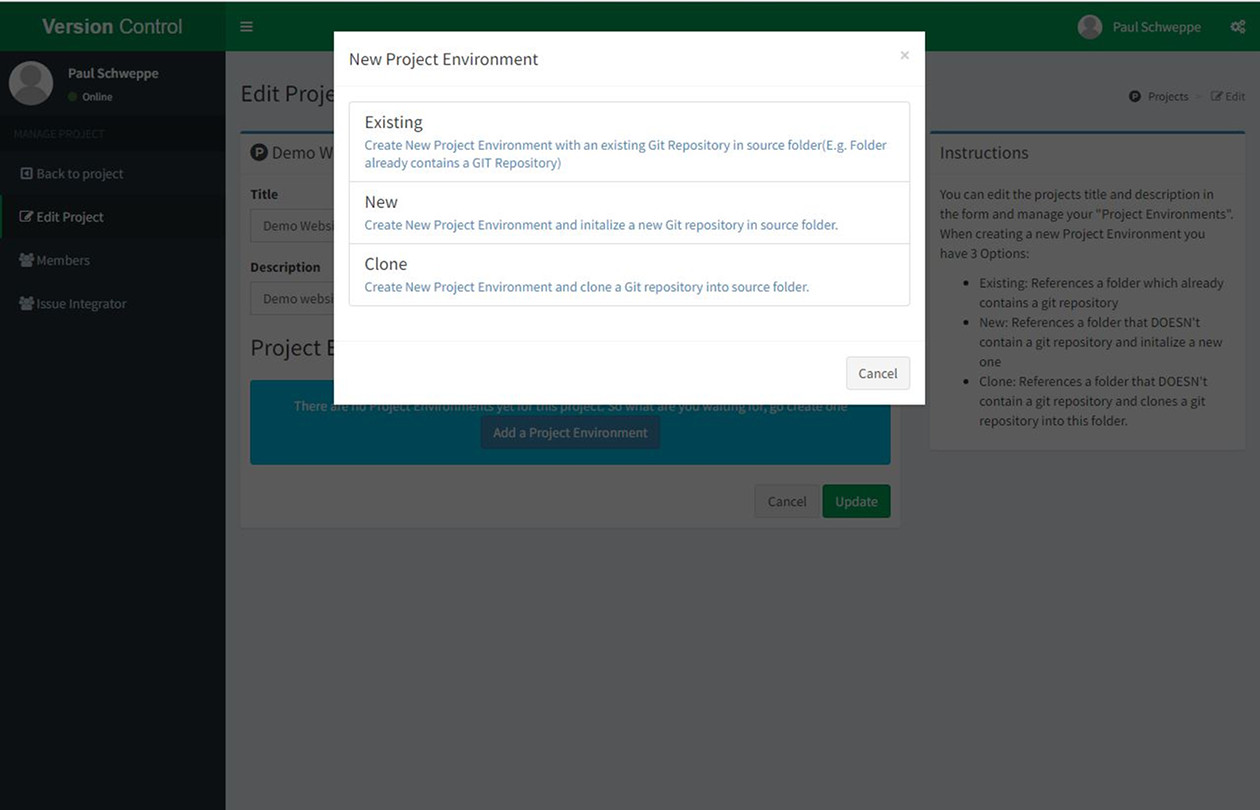 Version Control
Paul Schweppe
Paul Schweppe
Online
MANAGE PROJECT
Back to project
Edit Project
Members
Issue Integrator
Edit Proje
Projects
Edit
P Demo W
Title
Demo Websi
Description
Demo websi
Project E
There are no Project Environments yet for this project. So what are you waiting for, go create one
Add a Project Environment
Cancel
Update
New Project Environment
×
Existing
Create New Project Environment with an existing Git Repository in source folder(E.g. Folder
already contains a GIT Repository)
New
Create New Project Environment and initalize a new Git repository in source folder.
Clone
Create New Project Environment and clone a Git repository into source folder.
Cancel
Instructions
You can edit the projects title and description in
the form and manage your "Project Environments".
When creating a new Project Environment you
have 3 Options:
• Existing: References a folder which already
contains a git repository
• New: References a folder that DOESN't
contain a git repository and initalize a new
one
• Clone: References a folder that DOESN't
contain a git repository and clones a git
repository into this folder.